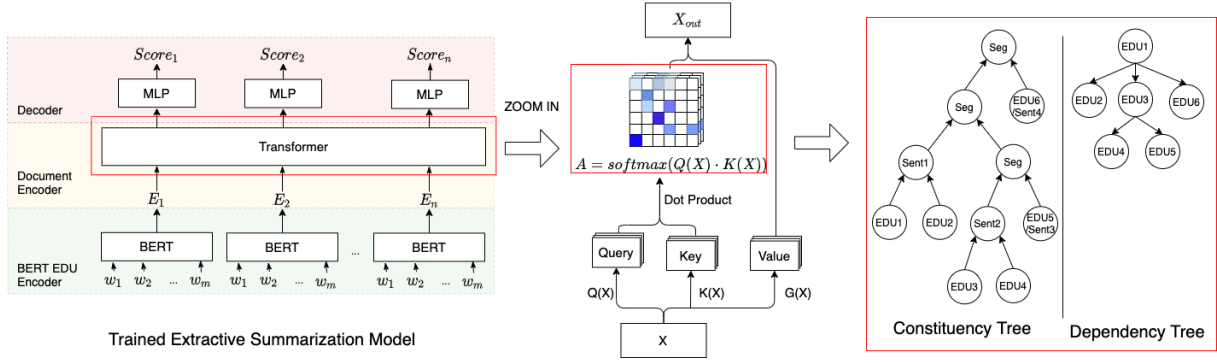 Score₁ Score₂ Scoreₙ
MLP MLP MLP
Decoder
Transformer
Document
Encoder
E₁ E₂ Eₙ
BERT BERT BERT
...
BERT EDU
Encoder
w₁ w₂ ... wₘ w₁ w₂ ... wₘ w₁ w₂ ... wₘ
Trained Extractive Summarization Model
ZOOM IN
X_out
A = softmax(Q(X) · K(X))
Dot Product
Query Key Value
Q(X) K(X) G(X)
X
Seg
Seg
EDU6
/Sent4
Sent1
Seg
EDU1
EDU2
Sent2
EDU5
/Sent3
EDU3
EDU4
Constituency Tree
EDU1
EDU2
EDU3
EDU6
EDU4
EDU5
Dependency Tree